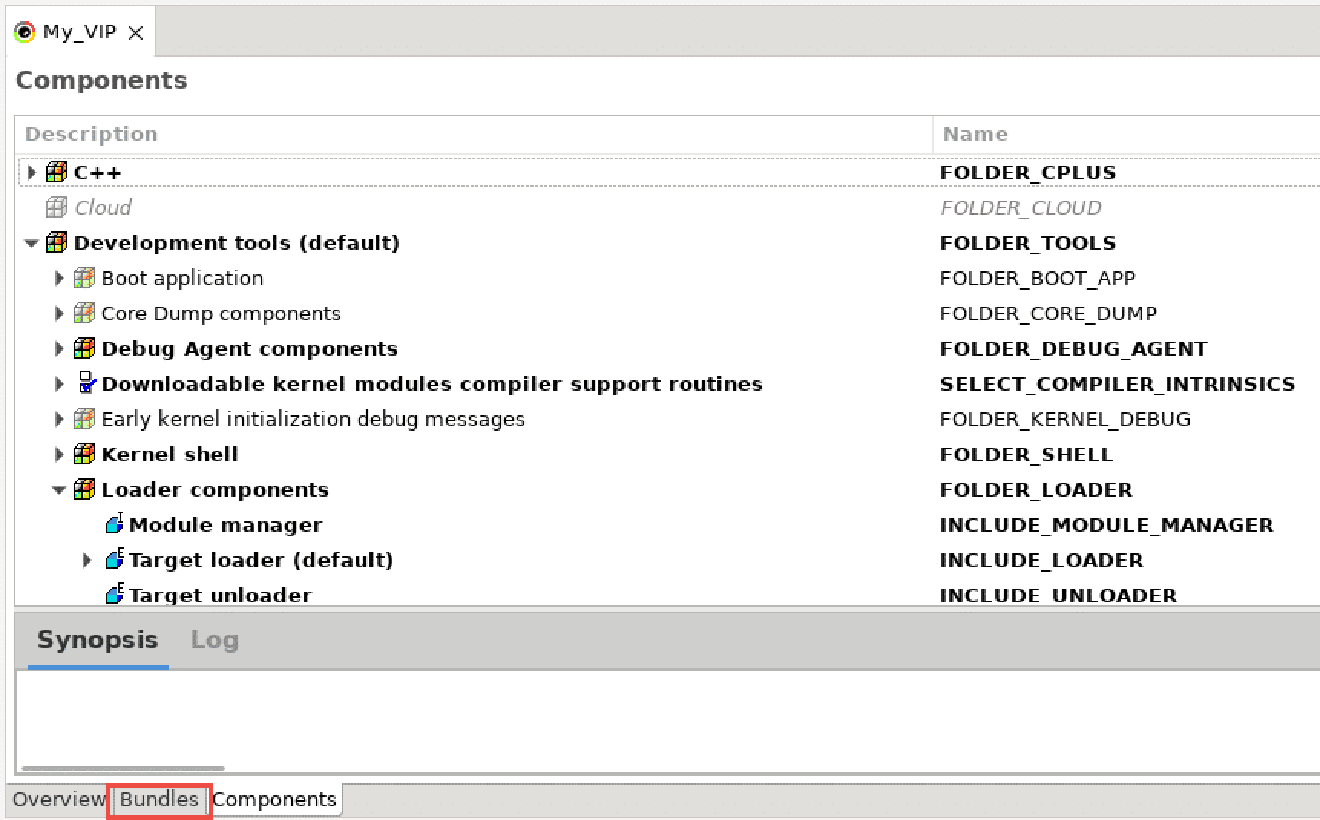 My_VIP
Components
Description Name
C++ FOLDER_CPLUS
Cloud FOLDER_CLOUD
Development tools (default) FOLDER_TOOLS
Boot application FOLDER_BOOT_APP
Core Dump components FOLDER_CORE_DUMP
Debug Agent components FOLDER_DEBUG_AGENT
Downloadable kernel modules compiler support routines SELECT_COMPILER_INTRINSICS
Early kernel initialization debug messages FOLDER_KERNEL_DEBUG
Kernel shell FOLDER_SHELL
Loader components FOLDER_LOADER
Module manager INCLUDE_MODULE_MANAGER
Target loader (default) INCLUDE_LOADER
Target unloader INCLUDE_UNLOADER
Synopsis Log
Overview Bundles Components